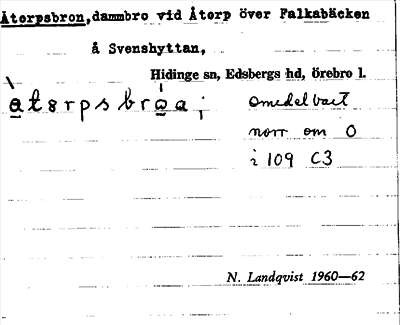 Åtorpsbron, dammbro vid Åtorp över Falkabäcken
å Svenshyttan,
Hidinge sn, Edsbergs hd, örebro l.
omedelbart
norr om O
i 109 C3
N. Landqvist 1960—62